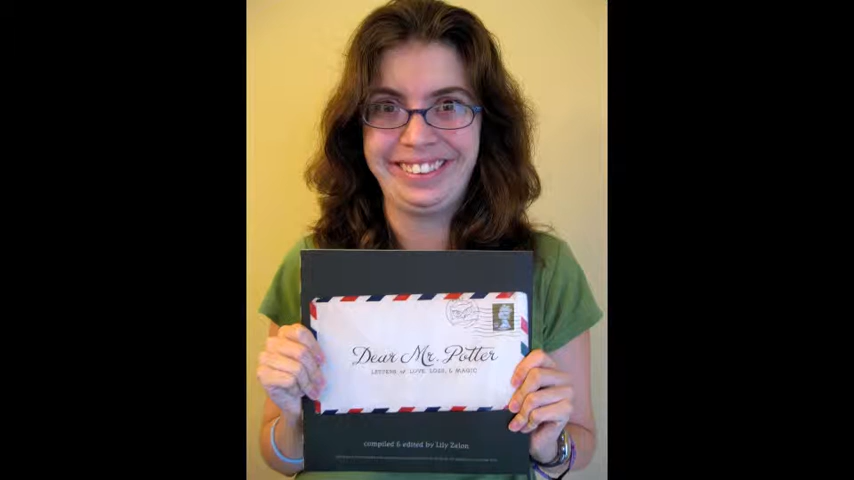 Dear Mr. Potter
LETTERS of LOVE, LOSS, & MAGIC
compiled & edited by Lily Zalon